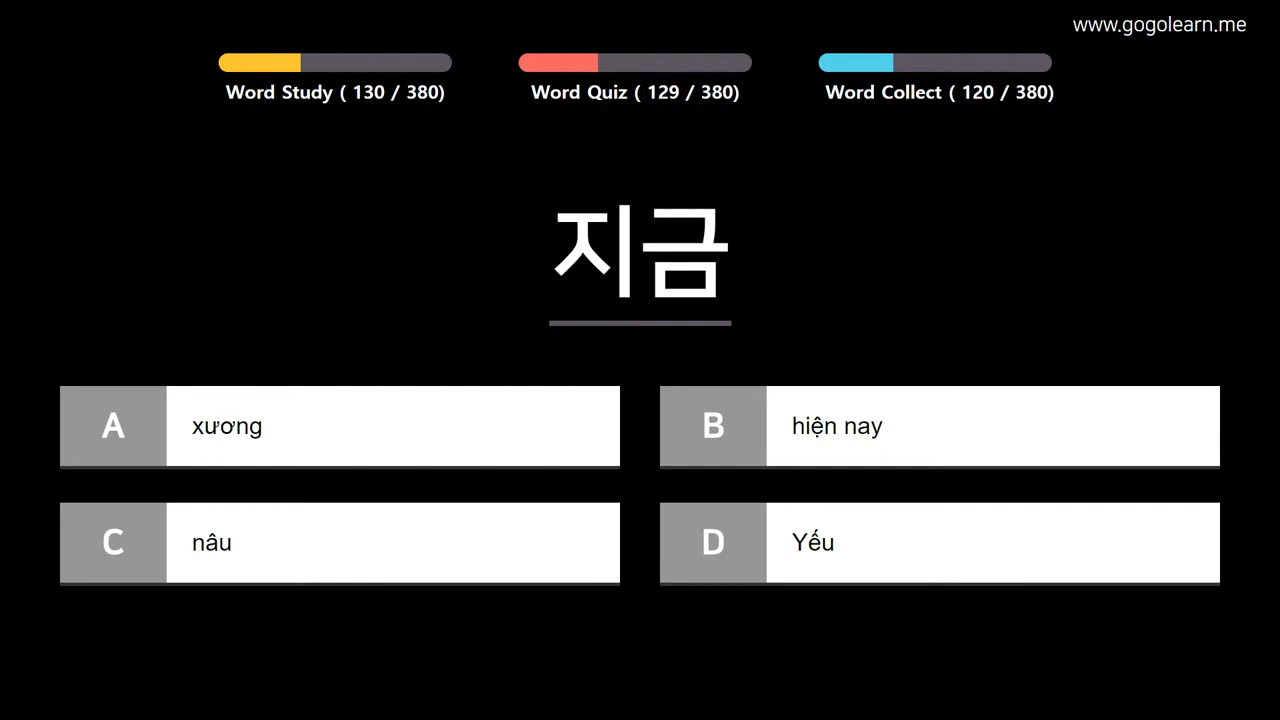 www.gogolearn.me
Word Study ( 130 / 380)
Word Quiz ( 129 / 380)
Word Collect ( 120 / 380)
지금
A xương
B hiện nay
C nâu
D Yếu